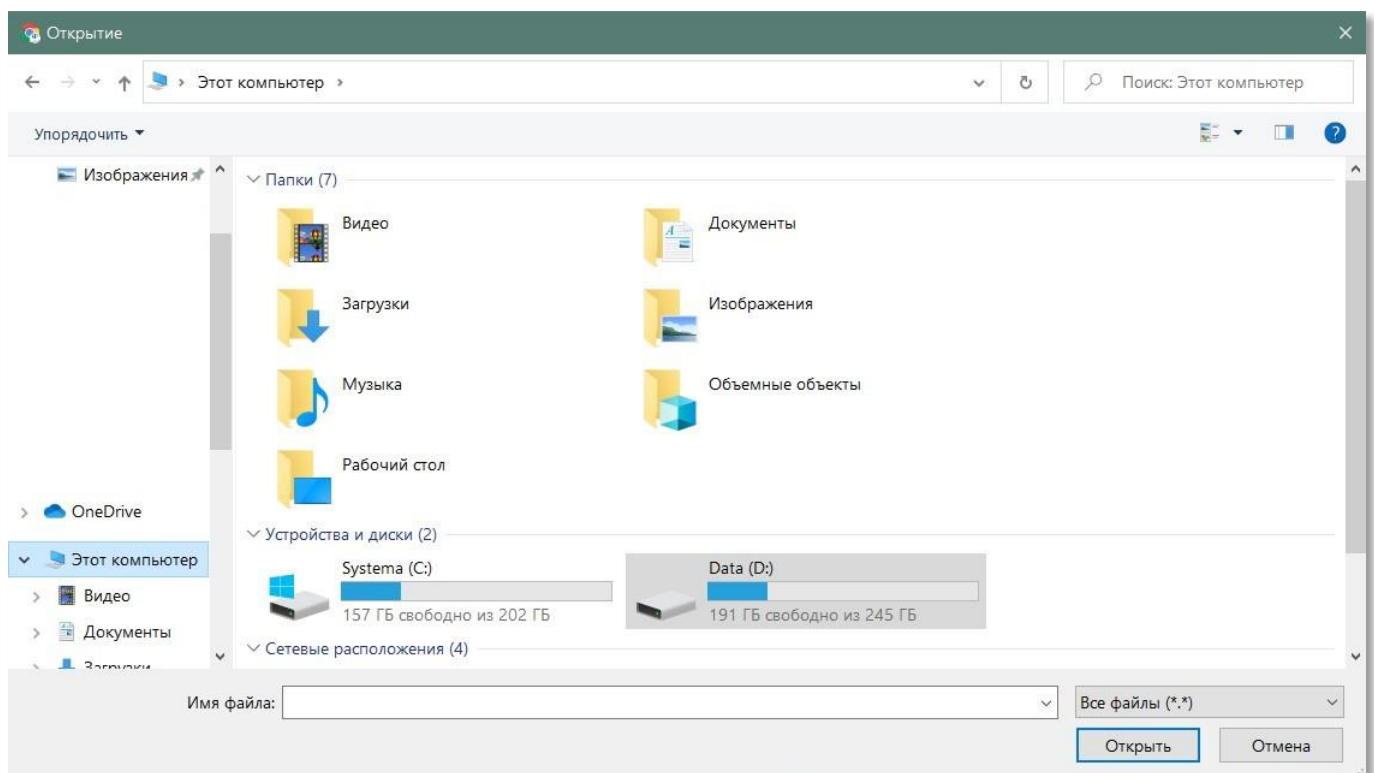 Открытие
Этот компьютер
Поиск: Этот компьютер
Упорядочить
?
Изображения
OneDrive
Этот компьютер
Видео
Документы
Загрузки
Папки (7)
Видео
Документы
Загрузки
Изображения
Музыка
Объемные объекты
Рабочий стол
Устройства и диски (2)
Systema (C:)
157 ГБ свободно из 202 ГБ
Data (D:)
191 ГБ свободно из 245 ГБ
Сетевые расположения (4)
Имя файла:
Все файлы (*.*)
Открыть
Отмена